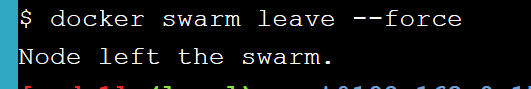 $ docker swarm leave --force
Node left the swarm.